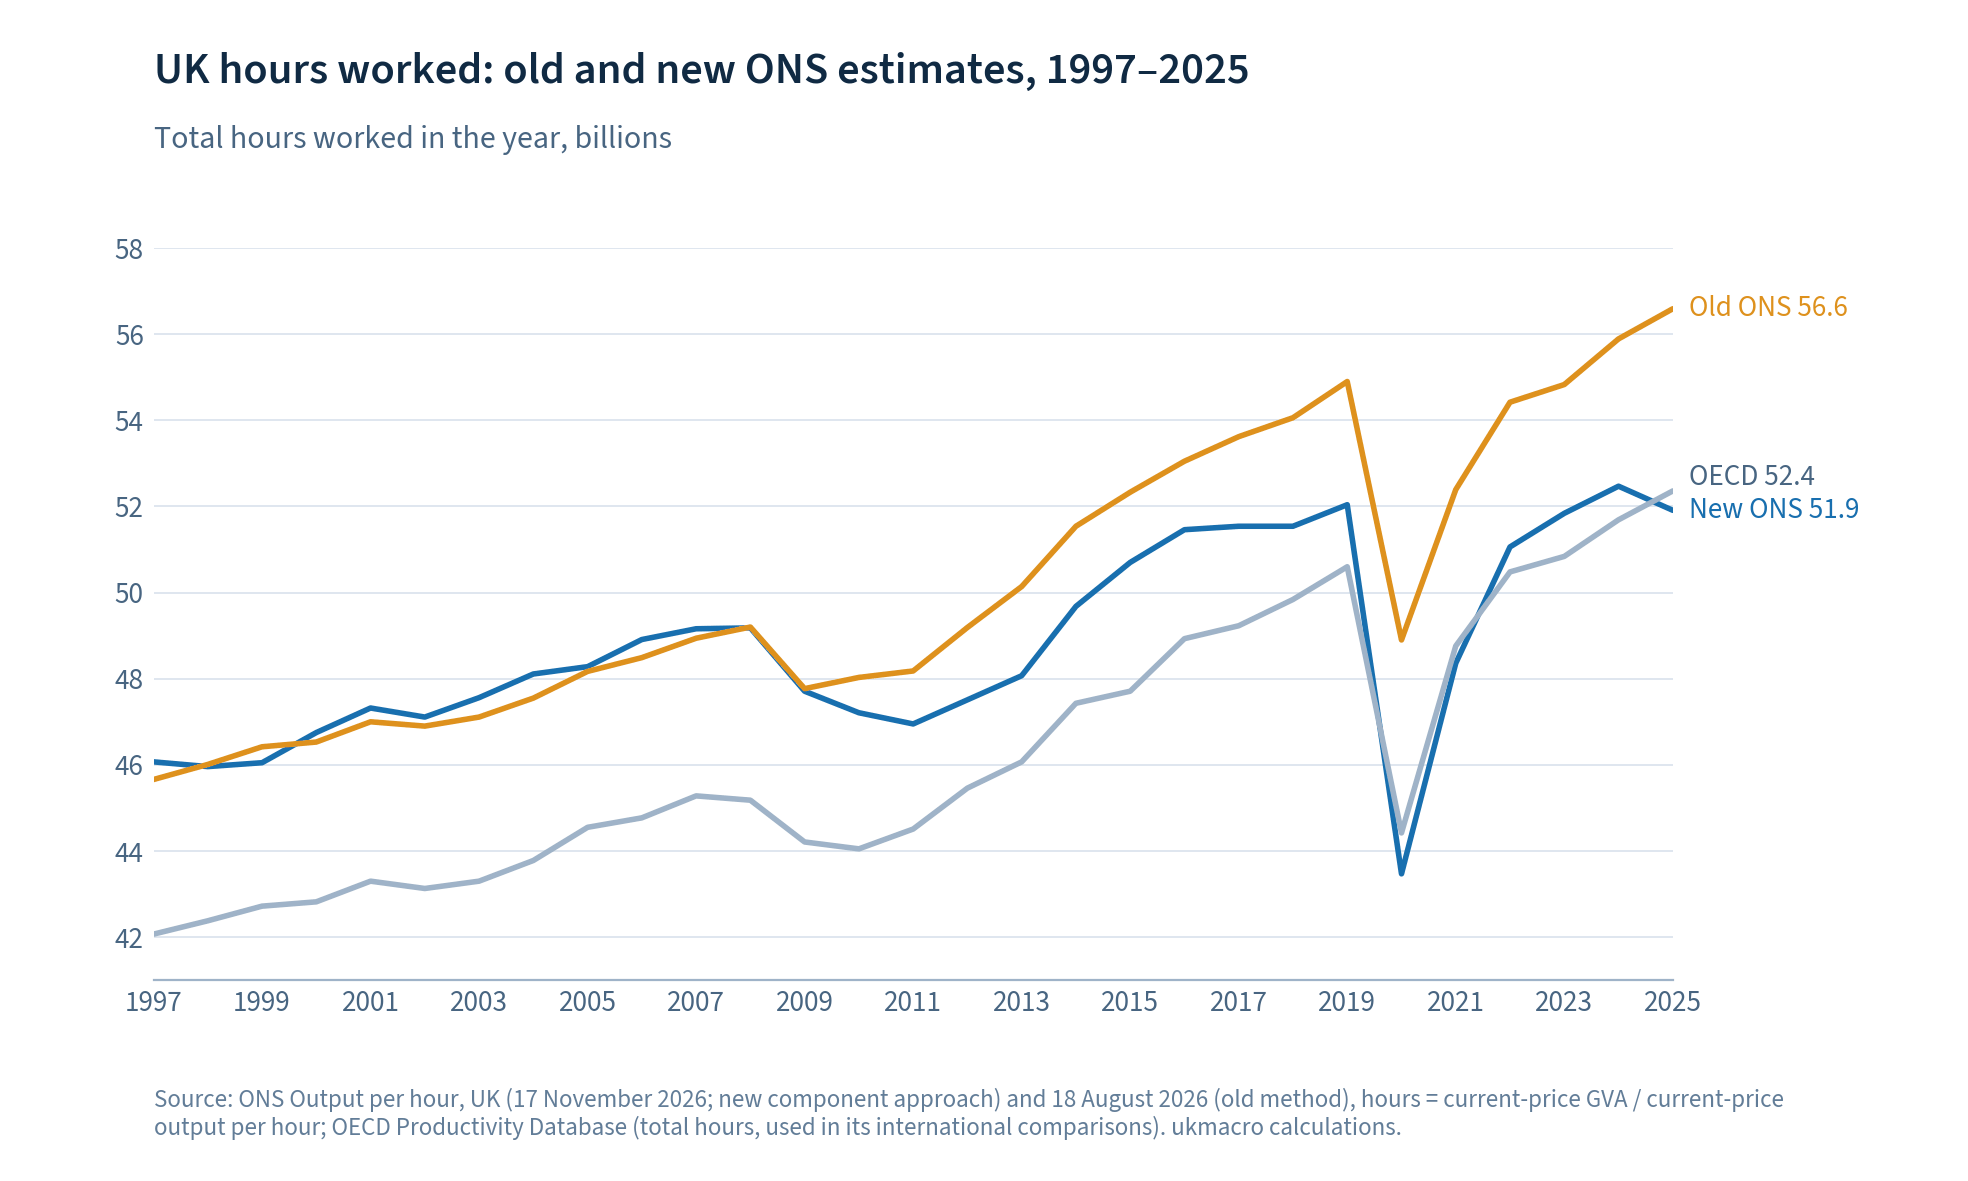 UK hours worked: old and new ONS estimates, 1997–2025
Total hours worked in the year, billions
58
56
54
52
50
48
46
44
42
Old ONS 56.6
OECD 52.4
New ONS 51.9
1997 1999 2001 2003 2005 2007 2009 2011 2013 2015 2017 2019 2021 2023 2025
Source: ONS Output per hour, UK (17 November 2026; new component approach) and 18 August 2026 (old method), hours = current-price GVA / current-price
output per hour; OECD Productivity Database (total hours, used in its international comparisons). ukmacro calculations.